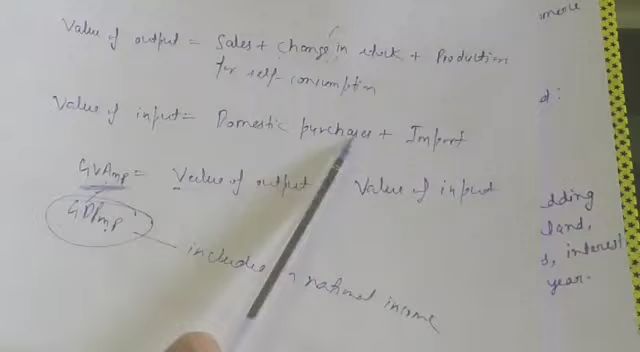 Value of output = Sales + Change in stock + Production
for self-consumption
Value of input = Domestic purchases + Import
GVAmp = Value of output Value of input
GDPmp
includes national income
d:
dding
land,
s, interest
year.